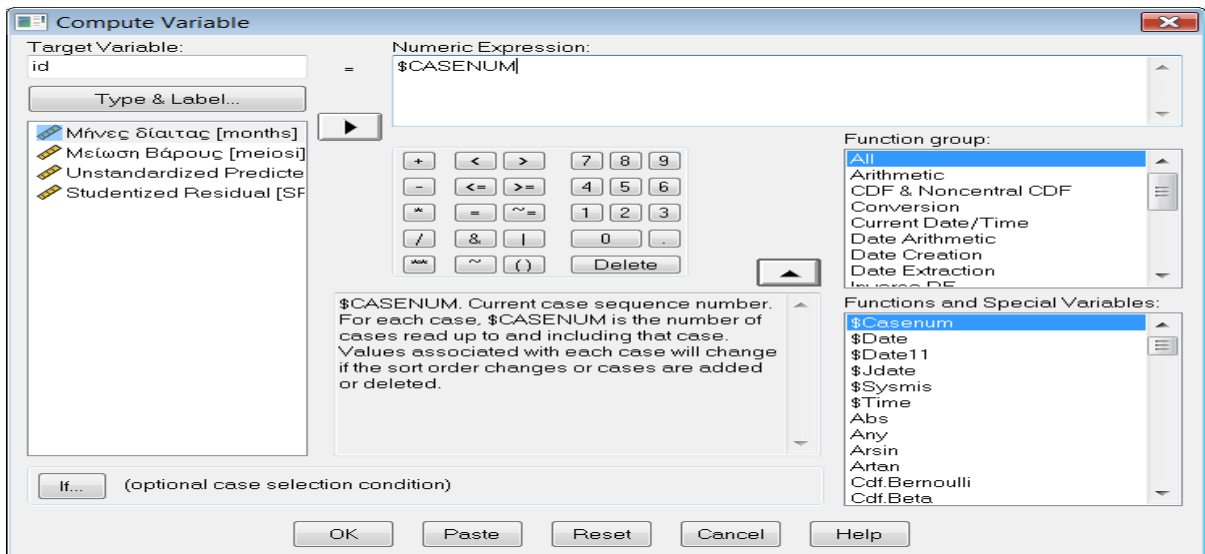 Compute Variable
Target Variable:
id
=
Numeric Expression:
$CASENUM
Type & Label...
Μήνες δίαιτας [months]
Μείωση Βάρους [meiosi]
Unstandardized Predicte
Studentized Residual [SR
+ < > 7 8 9
- <= >= 4 5 6
* = ~= 1 2 3
/ & | 0 .
** ~ () Delete
Function group:
All
Arithmetic
CDF & Noncentral CDF
Conversion
Current Date/Time
Date Arithmetic
Date Creation
Date Extraction
Inverse DF
$CASENUM. Current case sequence number.
For each case, $CASENUM is the number of
cases read up to and including that case.
Values associated with each case will change
if the sort order changes or cases are added
or deleted.
Functions and Special Variables:
$Casenum
$Date
$Date11
$Jdate
$Sysmis
$Time
Abs
Any
Arsin
Artan
Cdf.Bernoulli
Cdf.Beta
If...
(optional case selection condition)
OK
Paste
Reset
Cancel
Help